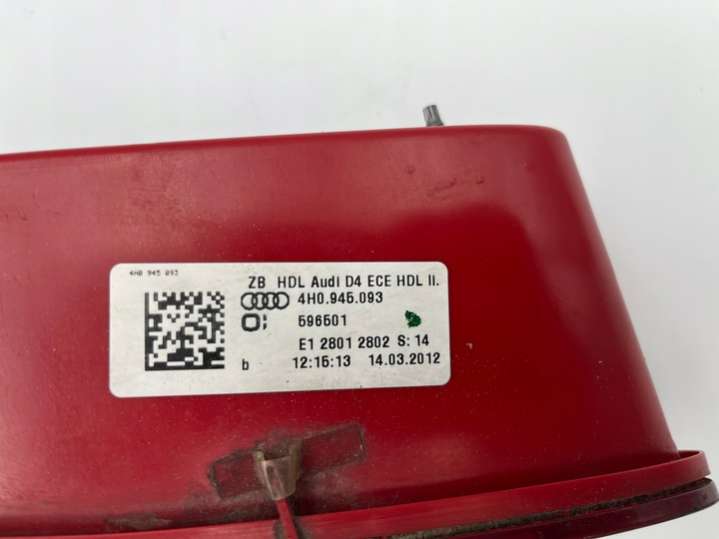 4H0 945 093
ZB HDL Audi D4 ECE HDL II.
4H0.945.093
596501
E1 2801 2802 S: 14
b 12:15:13 14.03.2012